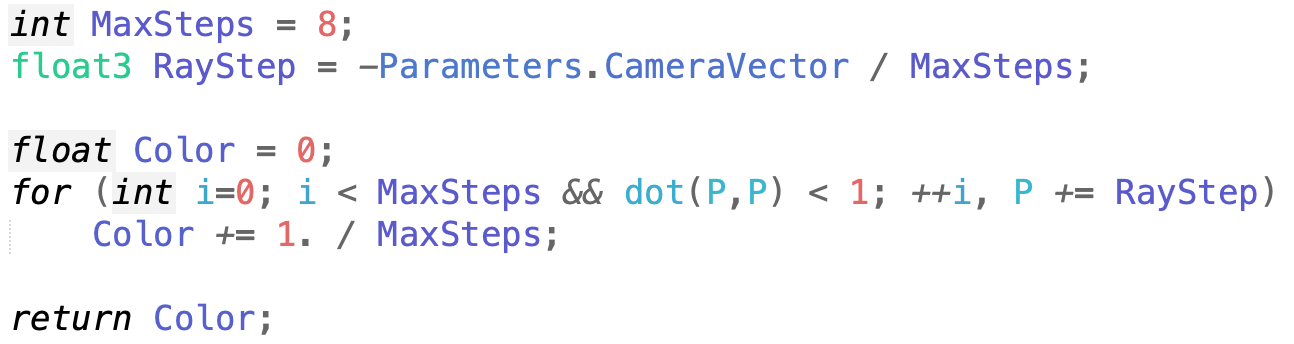 int MaxSteps = 8;
float3 RayStep = -Parameters.CameraVector / MaxSteps;
float Color = 0;
for (int i=0; i < MaxSteps && dot(P,P) < 1; ++i, P += RayStep)
    Color += 1. / MaxSteps;
return Color;